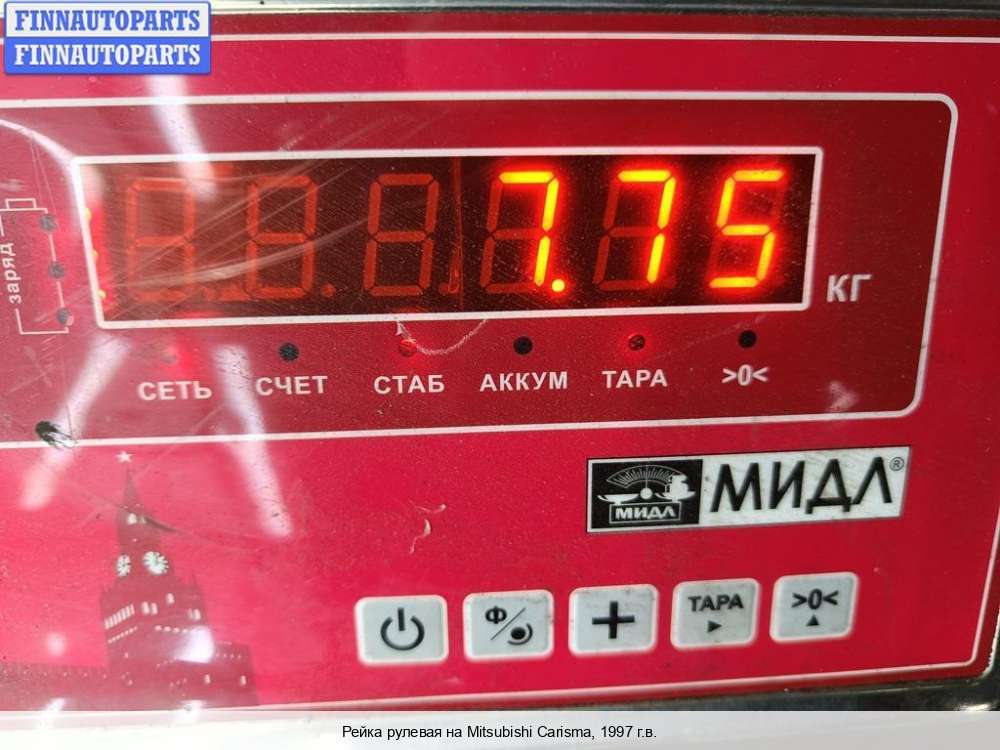 FINNAUTOPARTS
FINNAUTOPARTS
7.75
КГ
заряд
СЕТЬ СЧЕТ СТАБ АККУМ ТАРА >0<
МИДЛ МИДЛ®
Ф ТАРА >0<
Рейка рулевая на Mitsubishi Carisma, 1997 г.в.